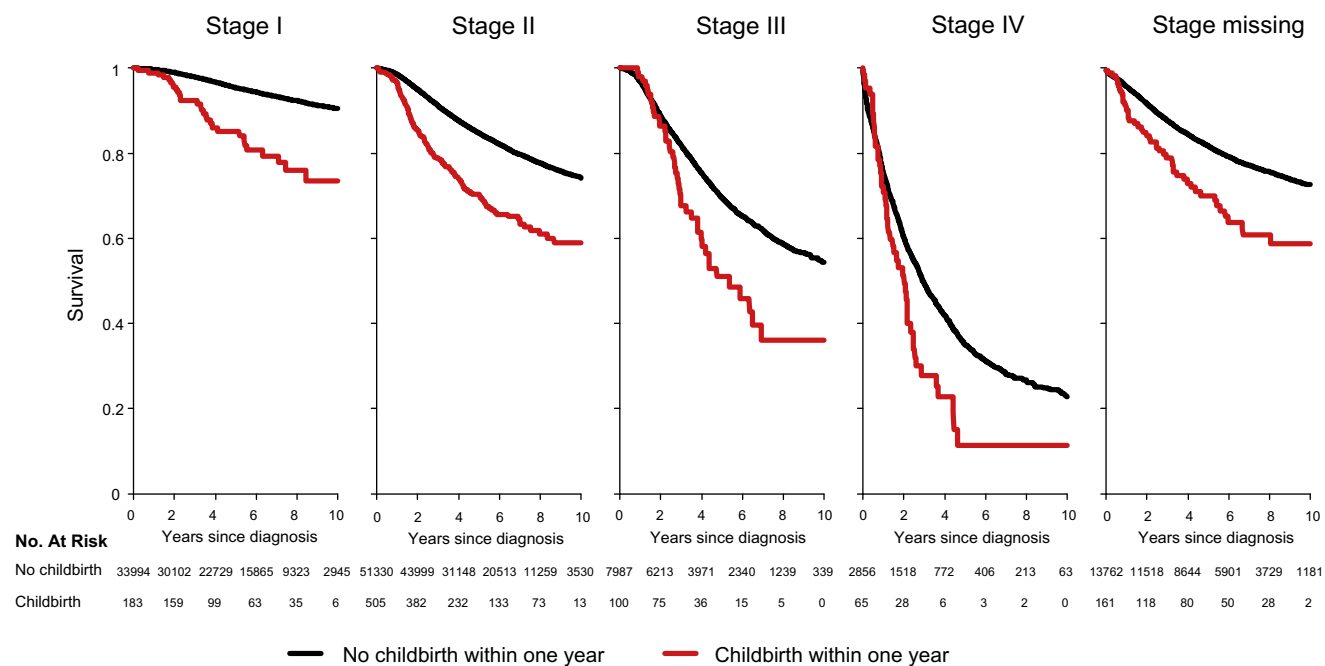 Stage I Stage II Stage III Stage IV Stage missing
1
0.8
0.6
0.4
0.2
0
Survival
0 2 4 6 8 10 0 2 4 6 8 10 0 2 4 6 8 10 0 2 4 6 8 10 0 2 4 6 8 10
Years since diagnosis Years since diagnosis Years since diagnosis Years since diagnosis Years since diagnosis
No. At Risk
No childbirth 33994 30102 22729 15865 9323 2945 51330 43999 31148 20513 11259 3530 7987 6213 3971 2340 1239 339 2856 1518 772 406 213 63 13762 11518 8644 5901 3729 1181
Childbirth 183 159 99 63 35 6 505 382 232 133 73 13 100 75 36 15 5 0 65 28 6 3 2 0 161 118 80 50 28 2
No childbirth within one year Childbirth within one year